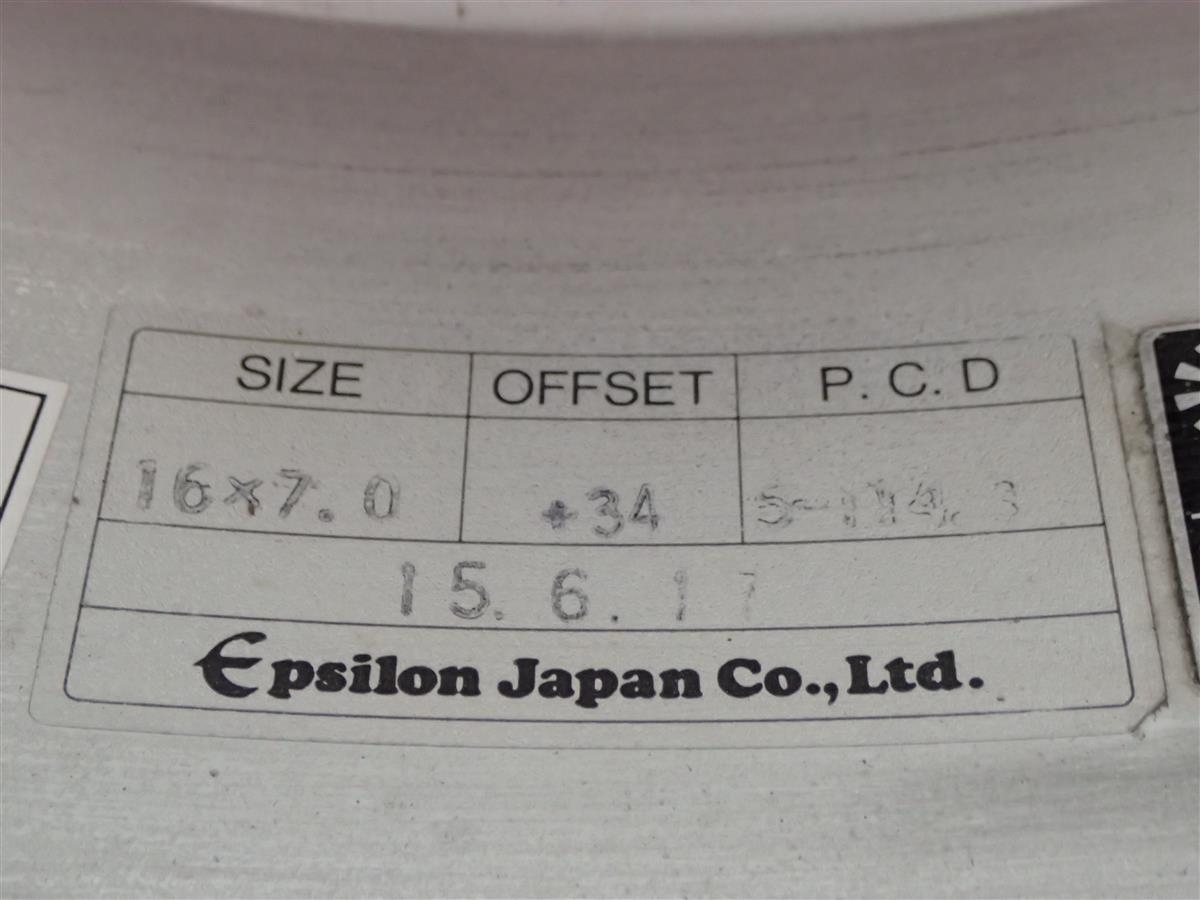 SIZE OFFSET P. C. D
16×7.0 +34 5-114.3
15. 6. 17
Epsilon Japan Co., Ltd.